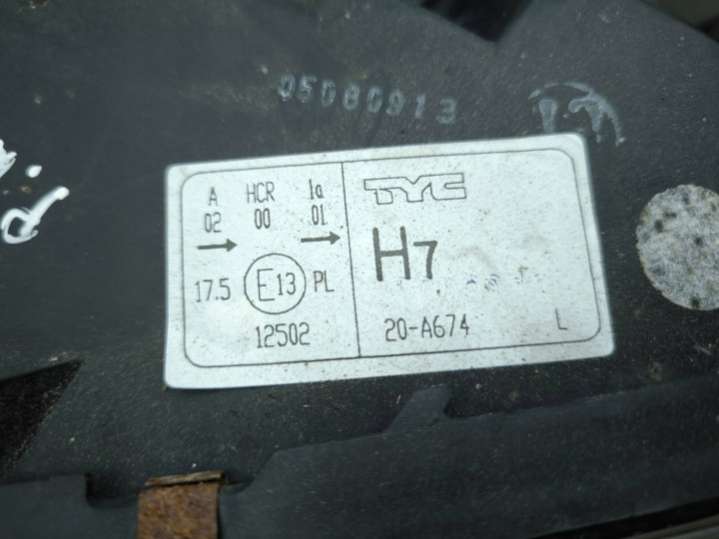 05080913
A HCR Ia
02 00 01
17.5 E13 PL
12502
TYC
H7
20-A674 L